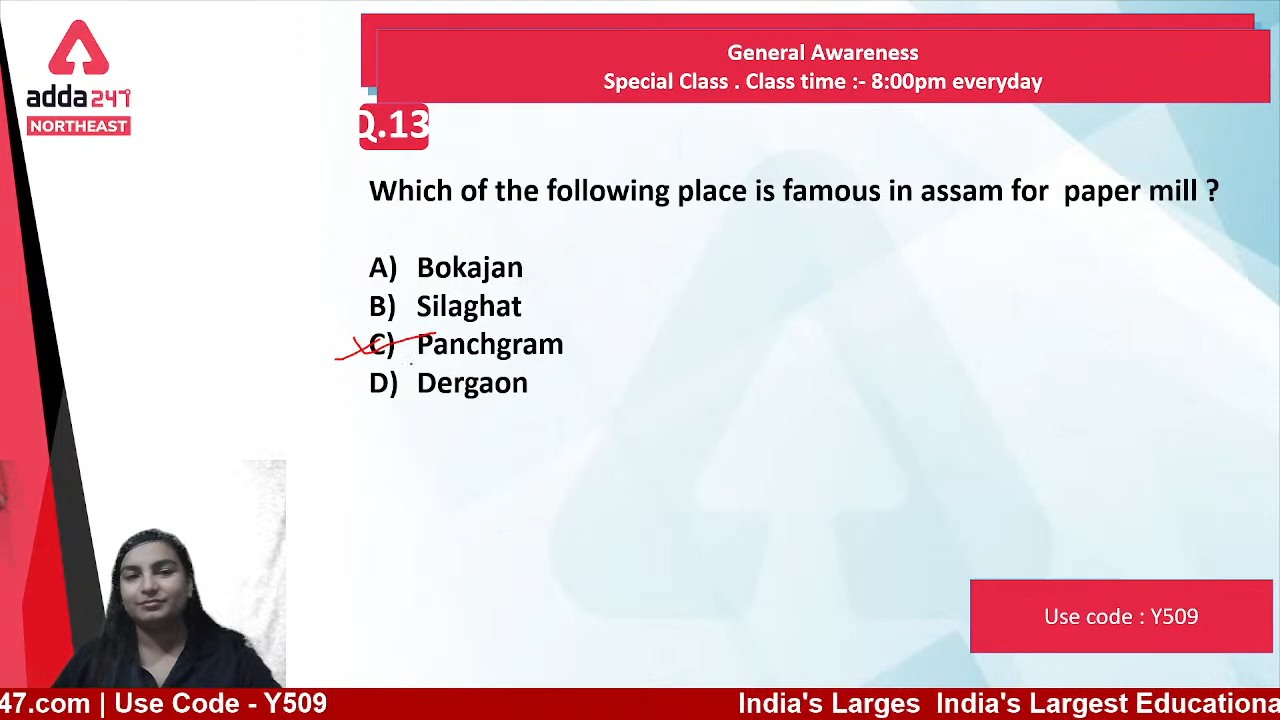 adda247
NORTHEAST
General Awareness
Special Class . Class time :- 8:00pm everyday
Q.13
Which of the following place is famous in assam for paper mill ?
A) Bokajan
B) Silaghat
C) Panchgram
D) Dergaon
Use code : Y509
47.com | Use Code - Y509
India's Larges India's Largest Educationa